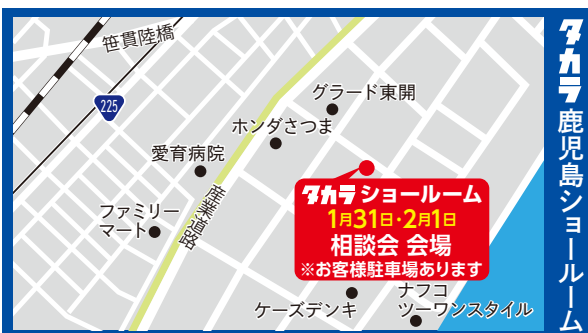 笹貫陸橋
225
グラード東開
ホンダさつま
愛育病院
産業道路
ファミリー
マート
タカラ ショールーム
1月31日・2月1日
相談会 会場
※お客様駐車場あります
ケーズデンキ
ナフコ
ツーワンスタイル
タカラ鹿児島ショールーム